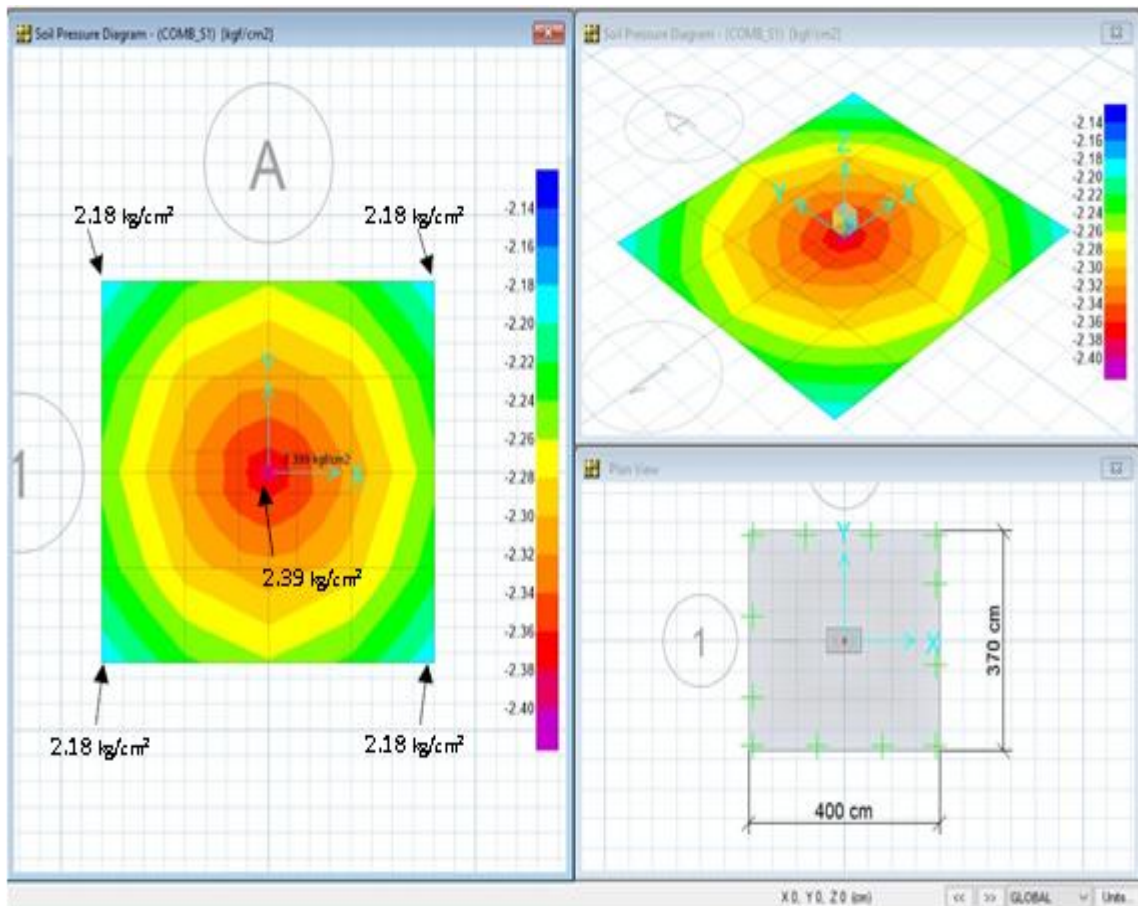 Soil Pressure Diagram - (COMB_S1) [kgf/cm2]
A
2.18 kg/cm²
2.18 kg/cm²
-2.14
-2.16
-2.18
-2.20
-2.22
-2.24
-2.26
-2.28
-2.30
-2.32
-2.34
-2.36
-2.38
-2.40
1
X
2.39 kg/cm²
2.18 kg/cm²
2.18 kg/cm²
Soil Pressure Diagram - (COMB_S1) [kgf/cm2]
A
Z
Y
X
1
-2.14
-2.16
-2.18
-2.20
-2.22
-2.24
-2.26
-2.28
-2.30
-2.32
-2.34
-2.36
-2.38
-2.40
Plan View
Y
1
X
370 cm
400 cm
X 0, Y 0, Z 0 (cm)
<<
>>
GLOBAL
Units...